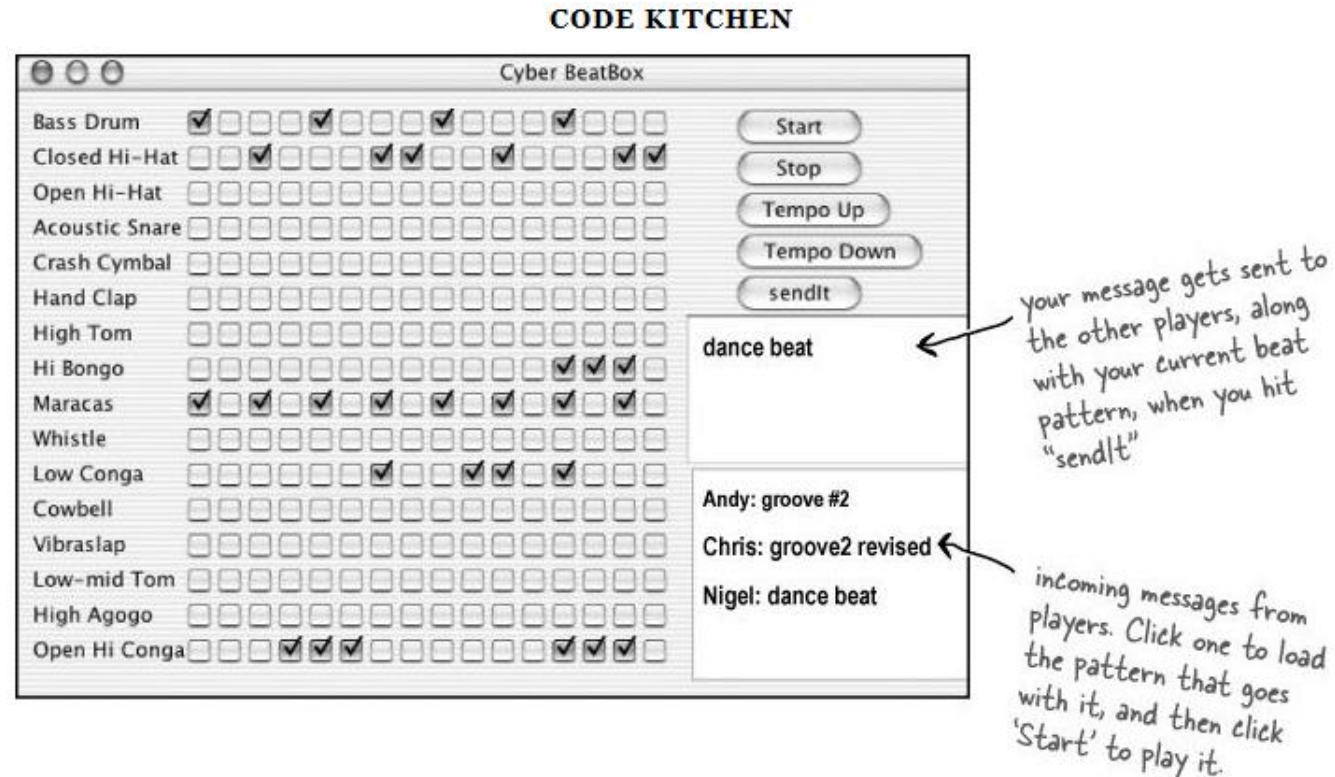 CODE KITCHEN
Cyber BeatBox
Bass Drum
Closed Hi-Hat
Open Hi-Hat
Acoustic Snare
Crash Cymbal
Hand Clap
High Tom
Hi Bongo
Maracas
Whistle
Low Conga
Cowbell
Vibraslap
Low-mid Tom
High Agogo
Open Hi Conga
Start
Stop
Tempo Up
Tempo Down
sendIt
dance beat
Andy: groove #2
Chris: groove2 revised
Nigel: dance beat
your message gets sent to
the other players, along
with your current beat
pattern, when you hit
"sendIt"
incoming messages from
players. Click one to load
the pattern that goes
with it, and then click
'Start' to play it.